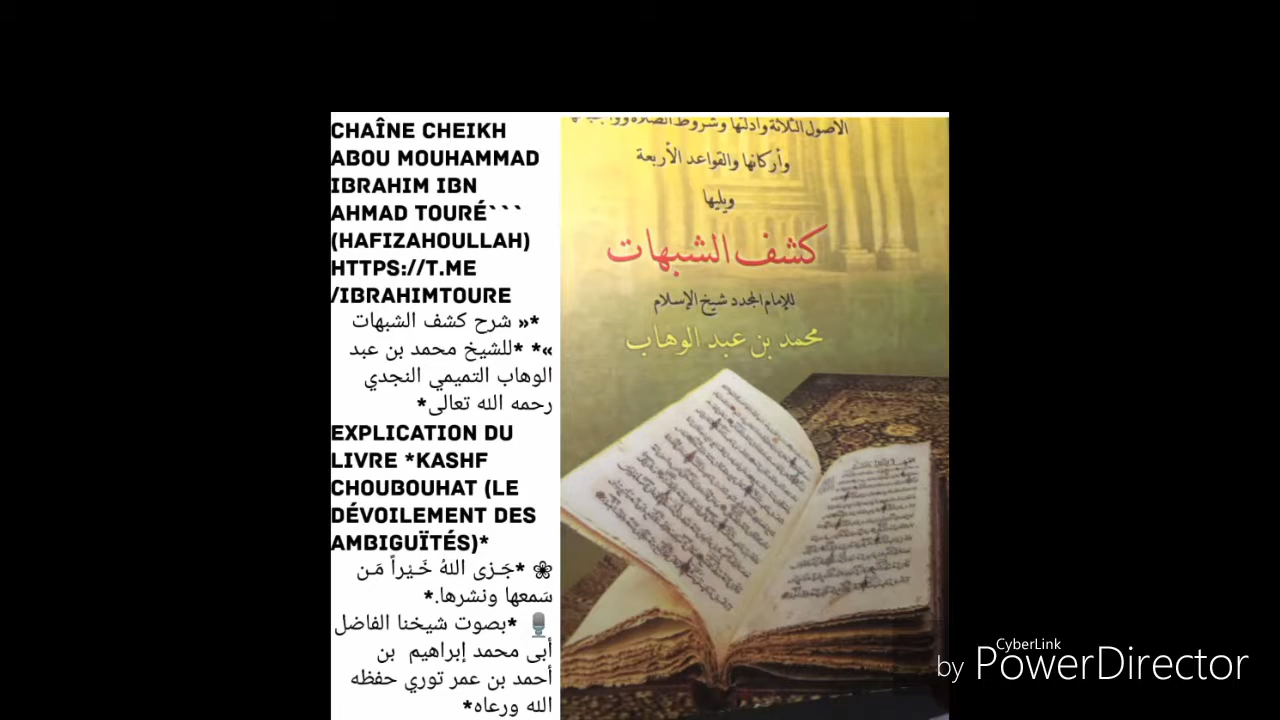 CHAÎNE CHEIKH
ABOU MOUHAMMAD
IBRAHIM IBN
AHMAD TOURÉ```
(HAFIZAHOULLAH)
HTTPS://T.ME
/IBRAHIMTOURE
*« شرح كشف الشبهات
»* *للشيخ محمد بن عبد
الوهاب التميمي النجدي
رحمه الله تعالى*
EXPLICATION DU
LIVRE *KASHF
CHOUBOUHAT (LE
DÉVOILEMENT DES
AMBIGUÏTÉS)*
❀ *جَـزى اللهُ خَـيْراً مَـن
سَمعها ونشرها.*
🎙 *بصوت شيخنا الفاضل
أبى محمد إبراهيم بن
أحمد بن عمر توري حفظه
الله ورعاه*
الأصول الثلاثة وأدلتها وشروط الصلاة
وأركانها والقواعد الأربعة
ويليها
كشف الشبهات
للإمام المجدد شيخ الإسلام
محمد بن عبد الوهاب
CyberLink
by PowerDirector